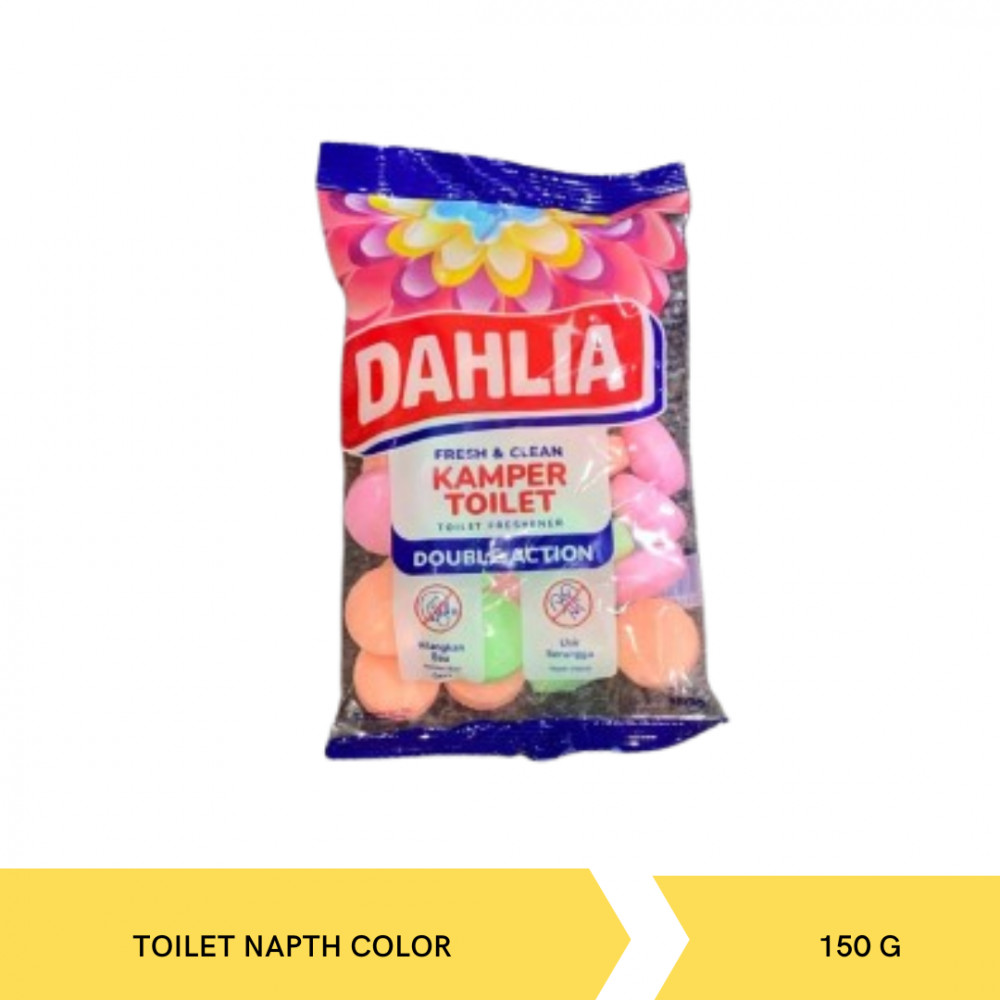 DAHLIA
FRESH & CLEAN
KAMPER
TOILET
TOILET FRESHENER
DOUBLE ACTION
Hilangkan
Bau
Usir
Serangga
TOILET NAPTH COLOR
150 G